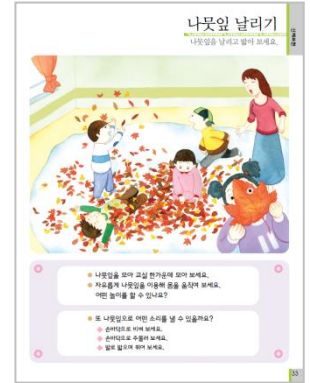 나뭇잎 날리기
나뭇잎을 날리고 밟아 보세요.
나뭇잎을 모아 교실 한가운데 모아 보세요.
자유롭게 나뭇잎을 이용해 몸을 움직여 보세요.
어떤 놀이를 할 수 있나요?
또 나뭇잎으로 어떤 소리를 낼 수 있을까요?
손바닥으로 비벼 보세요.
손바닥으로 주물러 보세요.
발로 밟으며 뛰어 보세요.
33